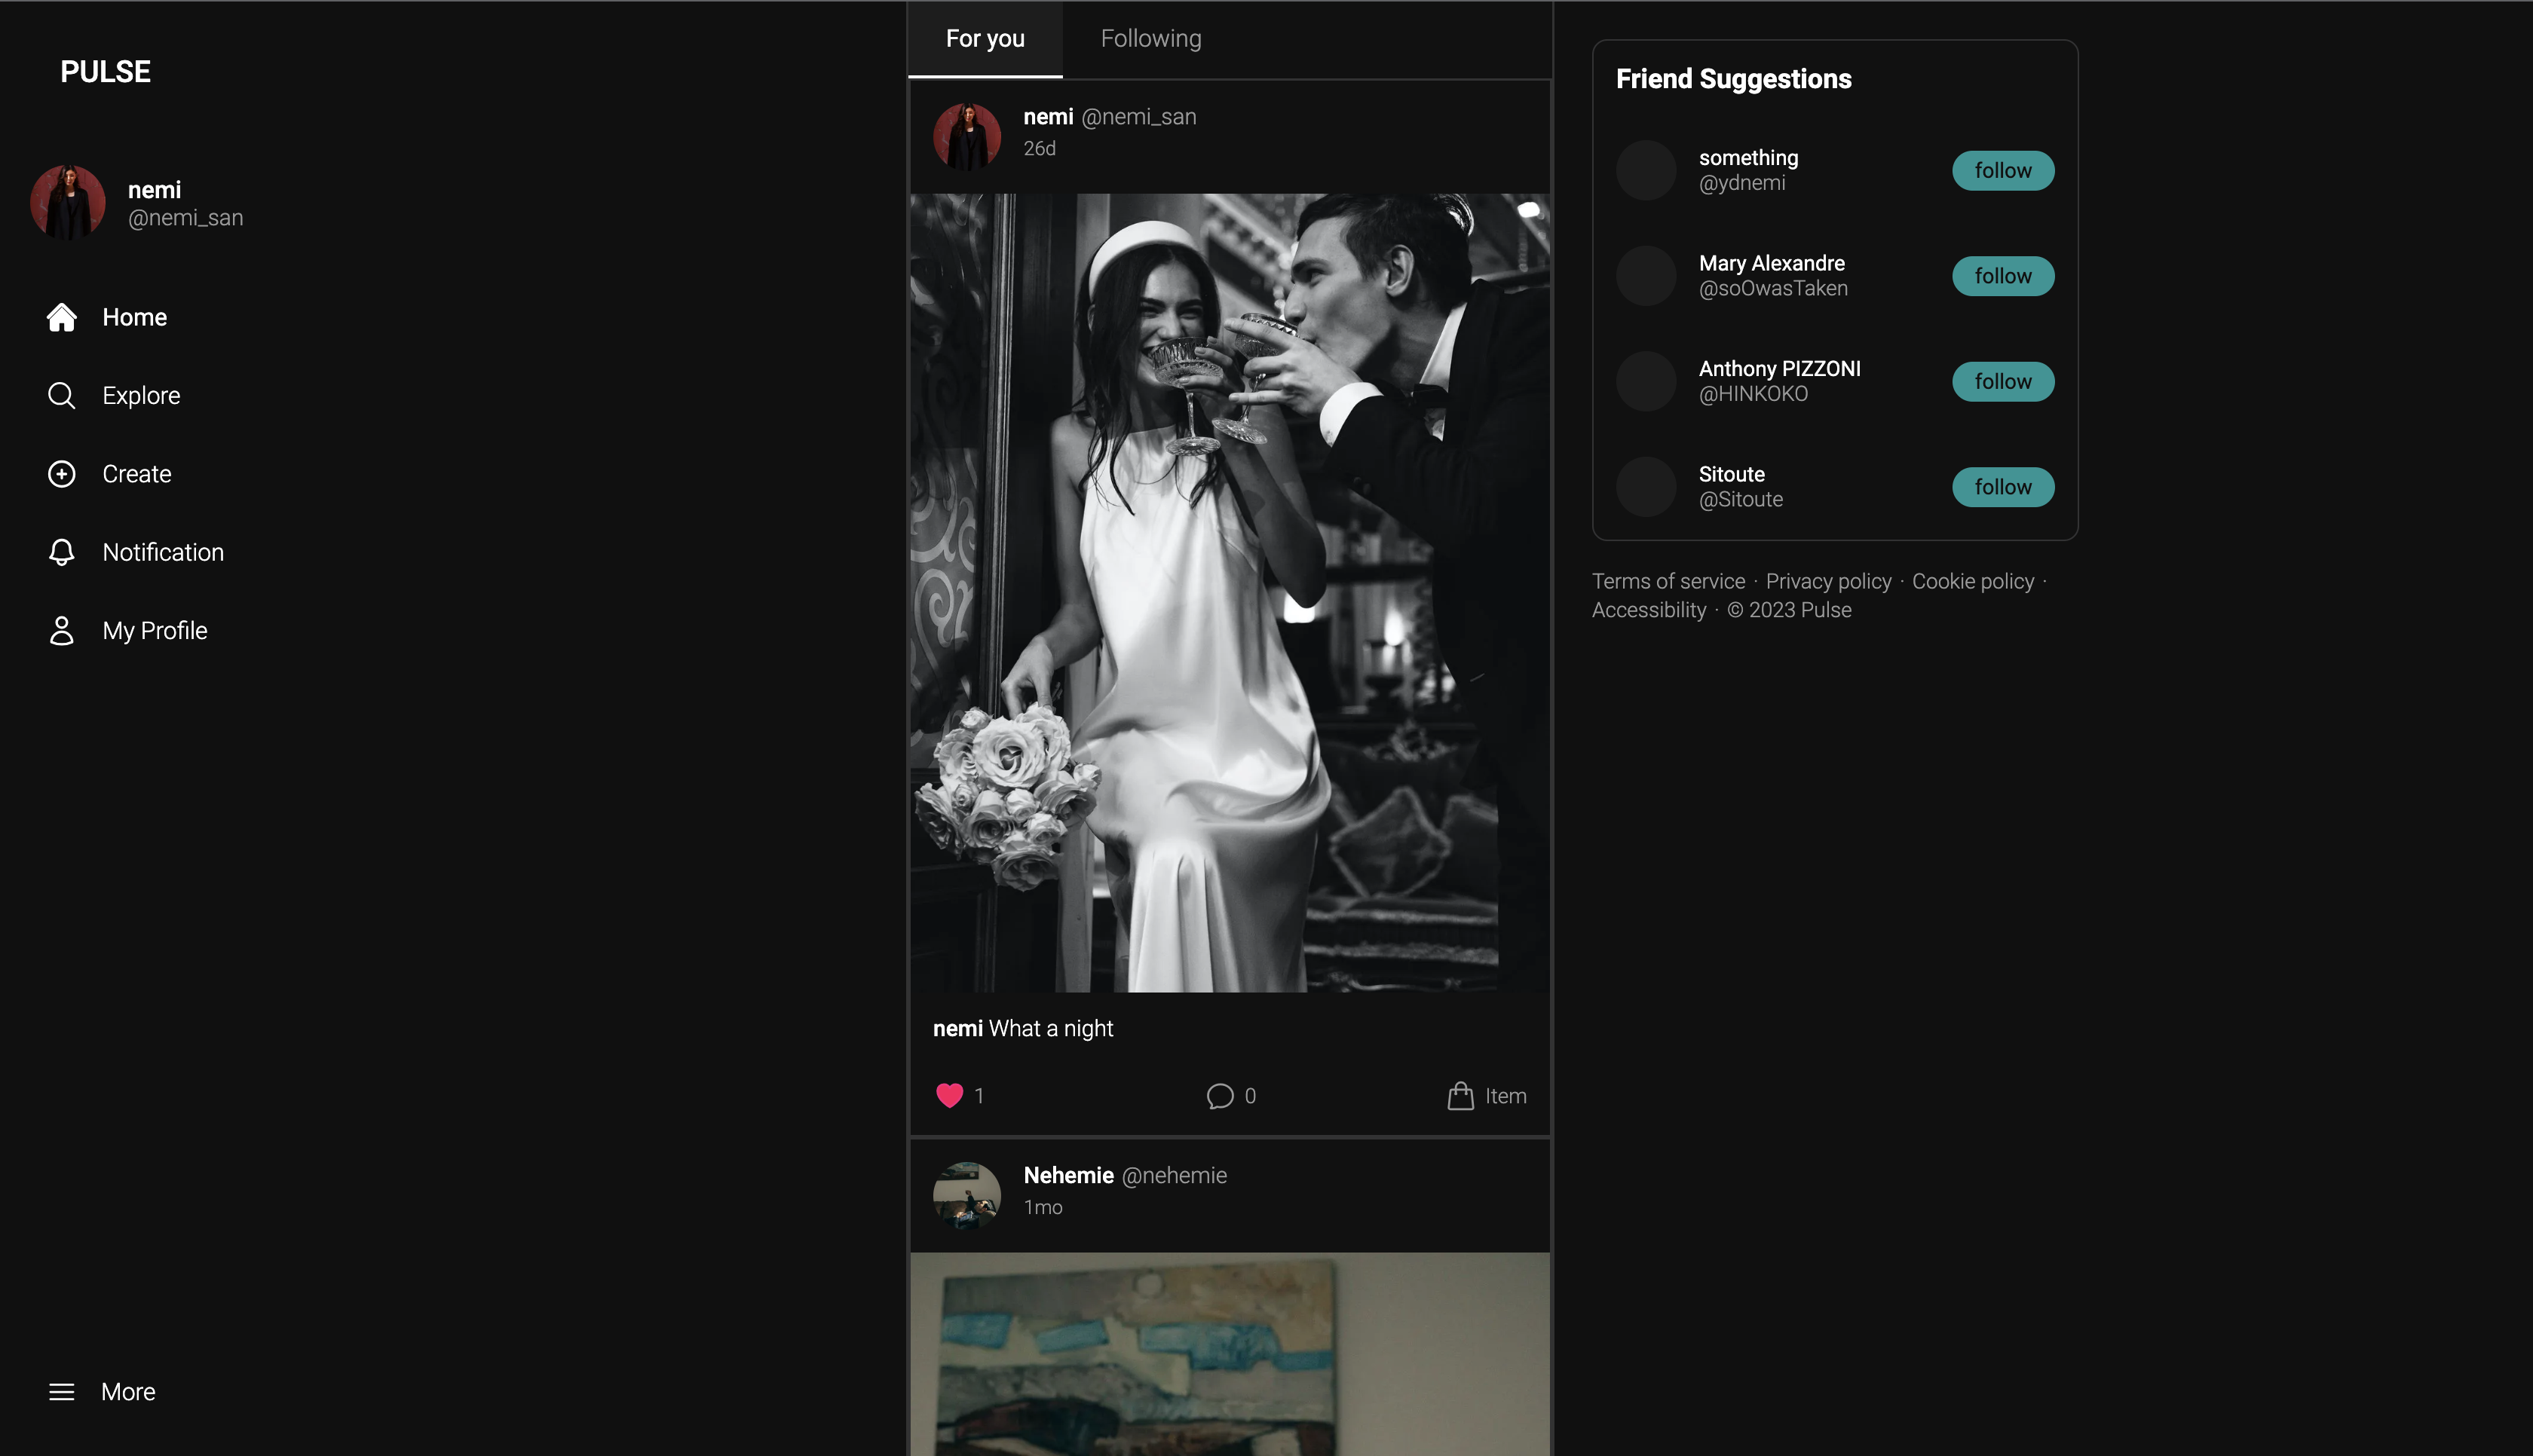 PULSE
nemi
@nemi_san
Home
Explore
Create
Notification
My Profile
More
For you Following
nemi @nemi_san
26d
nemi What a night
1 0 Item
Nehemie @nehemie
1mo
Friend Suggestions
something
@ydnemi
follow
Mary Alexandre
@soOwasTaken
follow
Anthony PIZZONI
@HINKOKO
follow
Sitoute
@Sitoute
follow
Terms of service · Privacy policy · Cookie policy ·
Accessibility · © 2023 Pulse